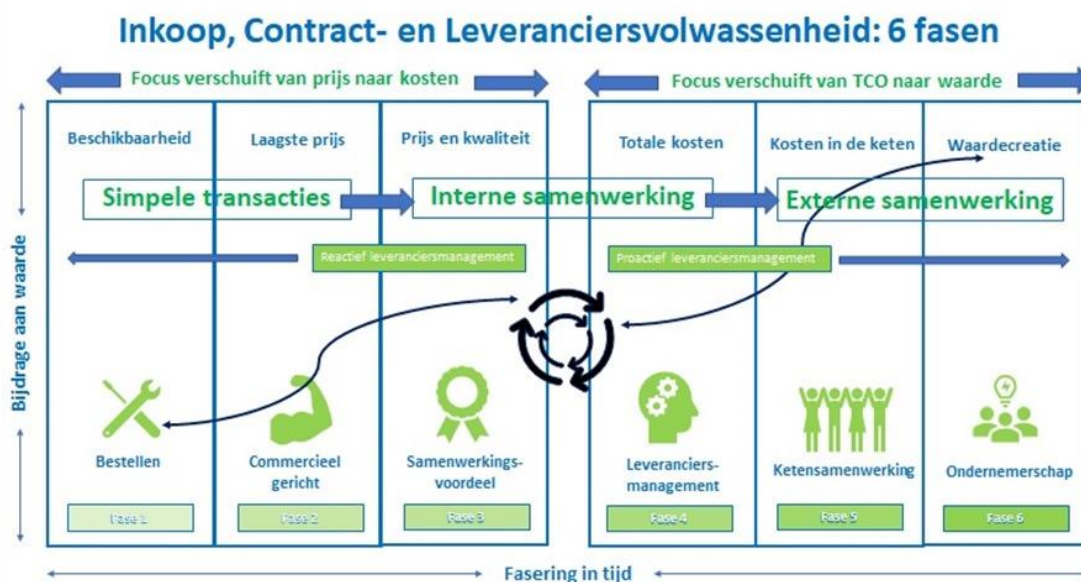 Inkoop, Contract- en Leveranciersvolwassenheid: 6 fasen
Focus verschuift van prijs naar kosten
Focus verschuift van TCO naar waarde
Beschikbaarheid
Laagste prijs
Prijs en kwaliteit
Totale kosten
Kosten in de keten
Waardecreatie
Simpele transacties
Interne samenwerking
Externe samenwerking
Reactief leveranciersmanagement
Proactief leveranciersmanagement
Bijdrage aan waarde
Bestellen
Commercieel
gericht
Samenwerkings-
voordeel
Leveranciers-
management
Ketensamenwerking
Ondernemerschap
Fase 1
Fase 2
Fase 3
Fase 4
Fase 5
Fase 6
Fasering in tijd